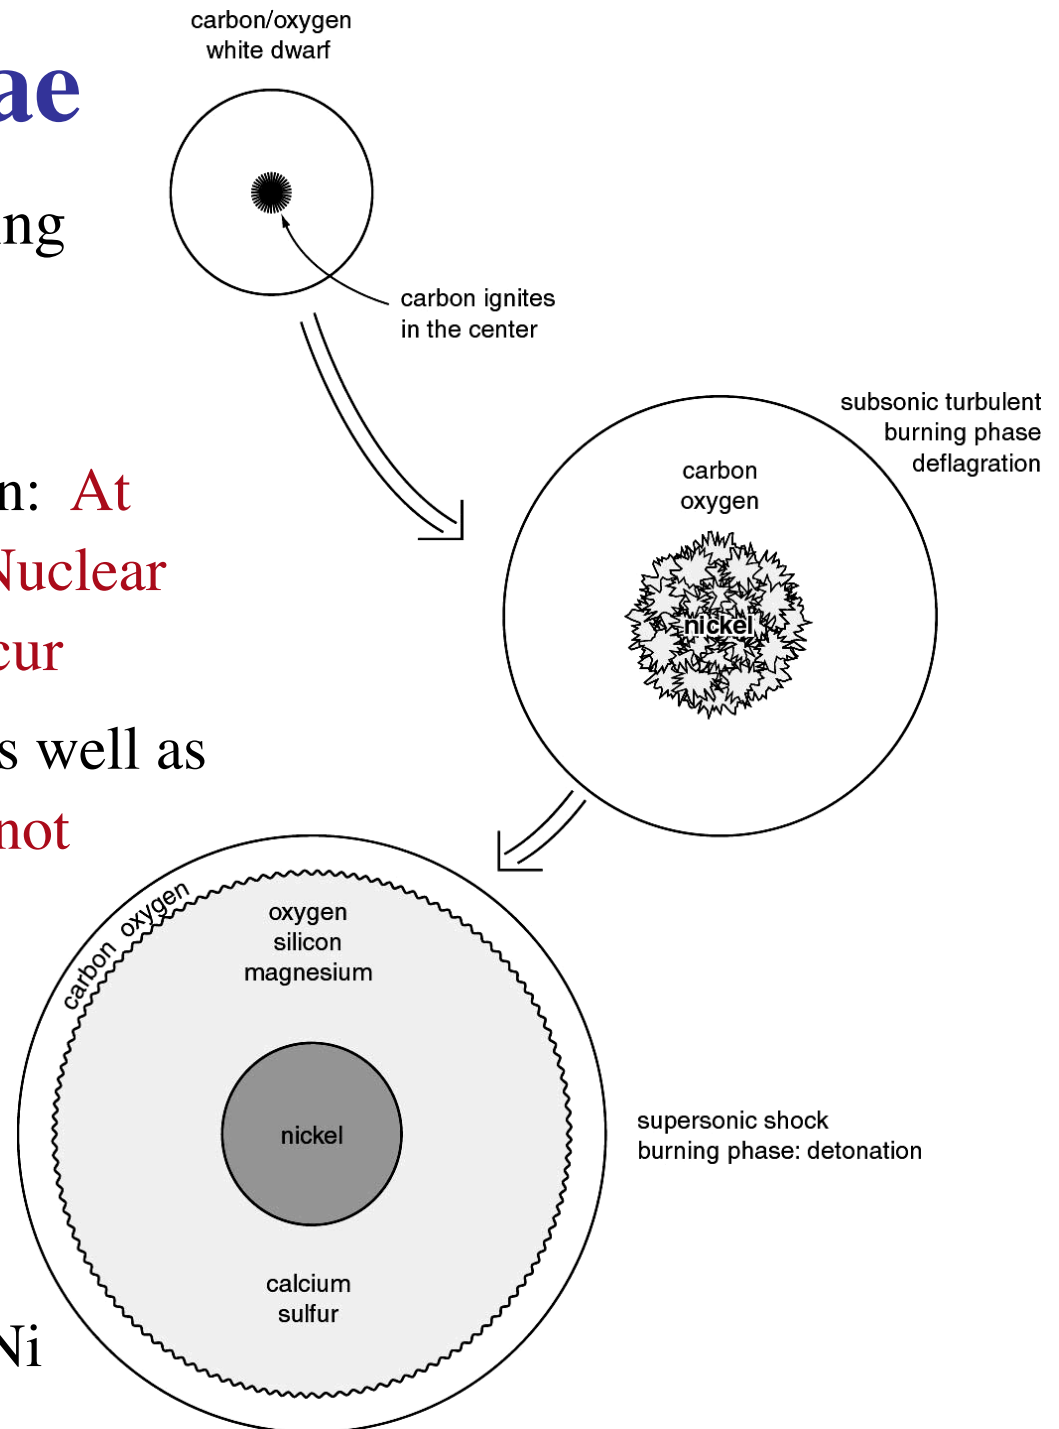 carbon/oxygen
white dwarf
ae
ng
carbon ignites
in the center
subsonic turbulent
burning phase
deflagration
carbon
oxygen
n: At
Nuclear
cur
nickel
s well as
not
carbon oxygen
oxygen
silicon
magnesium
nickel
supersonic shock
burning phase: detonation
calcium
sulfur
Ni